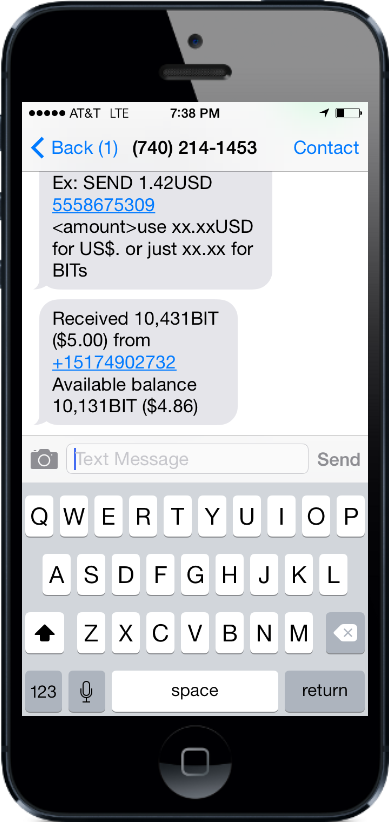 AT&T LTE 7:38 PM
Back (1) (740) 214-1453 Contact
Ex: SEND 1.42USD
5558675309
<amount>use xx.xxUSD
for US$. or just xx.xx for
BITs
Received 10,431BIT
($5.00) from
+15174902732
Available balance
10,131BIT ($4.86)
Text Message Send
Q W E R T Y U I O P
A S D F G H J K L
Z X C V B N M
123 space return